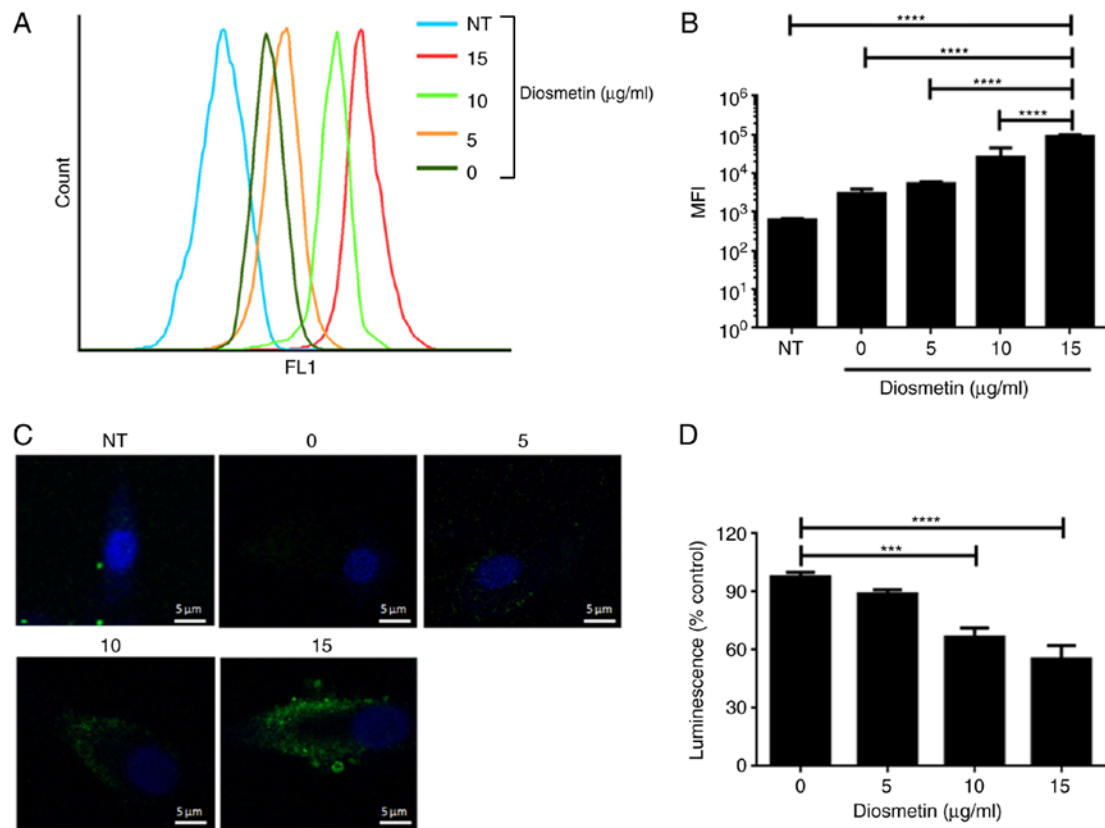 A
NT
15
10
5
0
Diosmetin (μg/ml)
Count
FL1
B
****
****
****
****
MFI
10⁶
10⁵
10⁴
10³
10²
10¹
10⁰
NT 0 5 10 15
Diosmetin (μg/ml)
C
NT 0 5
5 μm 5 μm 5 μm
10 15
5 μm 5 μm
D
****
***
Luminescence (% control)
120
90
60
30
0
0 5 10 15
Diosmetin (μg/ml)